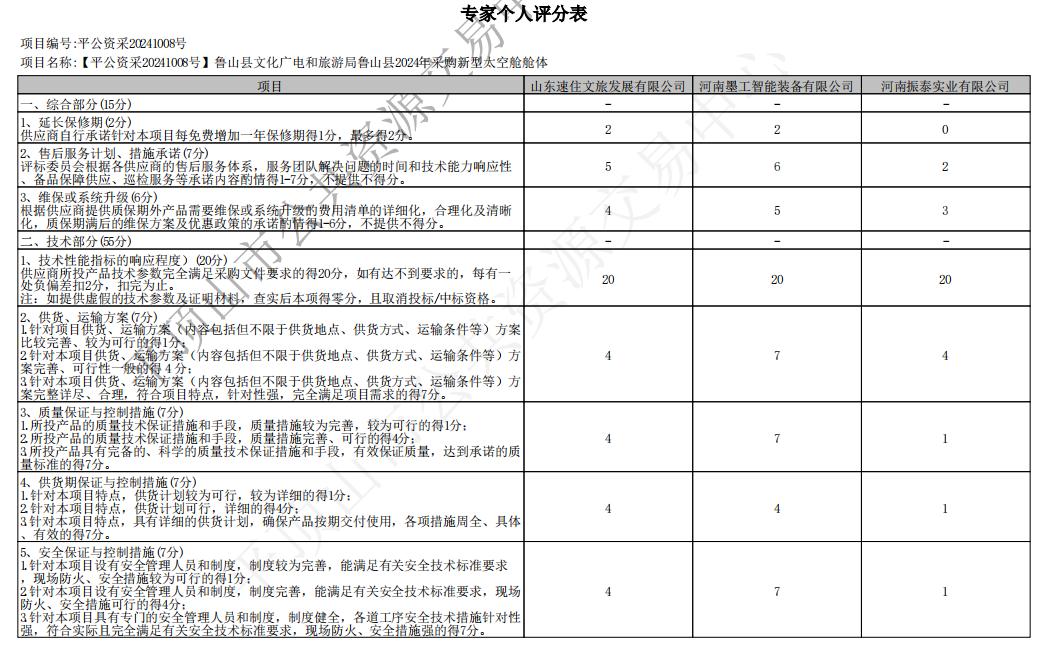 专家个人评分表
项目编号:平公资采20241008号
项目名称:【平公资采20241008号】鲁山县文化广电和旅游局鲁山县2024年采购新型太空舱舱体
项目 山东速住文旅发展有限公司 河南墨工智能装备有限公司 河南振泰实业有限公司
一、综合部分(15分) - - -
1、延长保修期(2分)
供应商自行承诺针对本项目每免费增加一年保修期得1分，最多得2分。
2 2 0
2、售后服务计划、措施承诺(7分)
评标委员会根据各供应商的售后服务体系，服务团队解决问题的时间和技术能力响应性
、备品保障供应、巡检服务等承诺内容酌情得1-7分，不提供不得分。
5 6 2
3、维保或系统升级(6分)
根据供应商提供质保期外产品需要维保或系统升级的费用清单的详细化，合理化及清晰
化，质保期满后的维保方案及优惠政策的承诺酌情得1-6分，不提供不得分。
4 5 3
二、技术部分(55分) - - -
1、技术性能指标的响应程度）(20分)
供应商所投产品技术参数完全满足采购文件要求的得20分，如有达不到要求的，每有一
处负偏差扣2分，扣完为止。
注：如提供虚假的技术参数及证明材料，查实后本项得零分，且取消投标/中标资格。
20 20 20
2、供货、运输方案(7分)
1.针对项目供货、运输方案（内容包括但不限于供货地点、供货方式、运输条件等）方案
比较完善、较为可行的得1分；
2.针对本项目供货、运输方案（内容包括但不限于供货地点、供货方式、运输条件等）方
案完善、可行性一般的得 4 分；
3.针对本项目供货、运输方案（内容包括但不限于供货地点、供货方式、运输条件等）方
案完整详尽、合理，符合项目特点，针对性强，完全满足项目需求的得7分。
4 7 4
3、质量保证与控制措施(7分)
1.所投产品的质量技术保证措施和手段，质量措施较为完善，较为可行的得1分；
2.所投产品的质量技术保证措施和手段，质量措施完善、可行的得4分；
3.所投产品具有完备的、科学的质量技术保证措施和手段，有效保证质量，达到承诺的质
量标准的得7分。
4 7 1
4、供货期保证与控制措施(7分)
1.针对本项目特点，供货计划较为可行，较为详细的得1分；
2.针对本项目特点，供货计划可行，详细的得4分；
3.针对本项目特点，具有详细的供货计划，确保产品按期交付使用，各项措施周全、具体
、有效的得7分。
4 4 1
5、安全保证与控制措施(7分)
1.针对本项目设有安全管理人员和制度，制度较为完善，能满足有关安全技术标准要求
，现场防火、安全措施较为可行的得1分；
2.针对本项目设有安全管理人员和制度，制度完善，能满足有关安全技术标准要求，现场
防火、安全措施可行的得4分；
3.针对本项目具有专门的安全管理人员和制度，制度健全，各道工序安全技术措施针对性
强，符合实际且完全满足有关安全技术标准要求，现场防火、安全措施强的得7分。
4 7 1
平顶山市公共资源交易中心
平顶山市公共资源交易中心